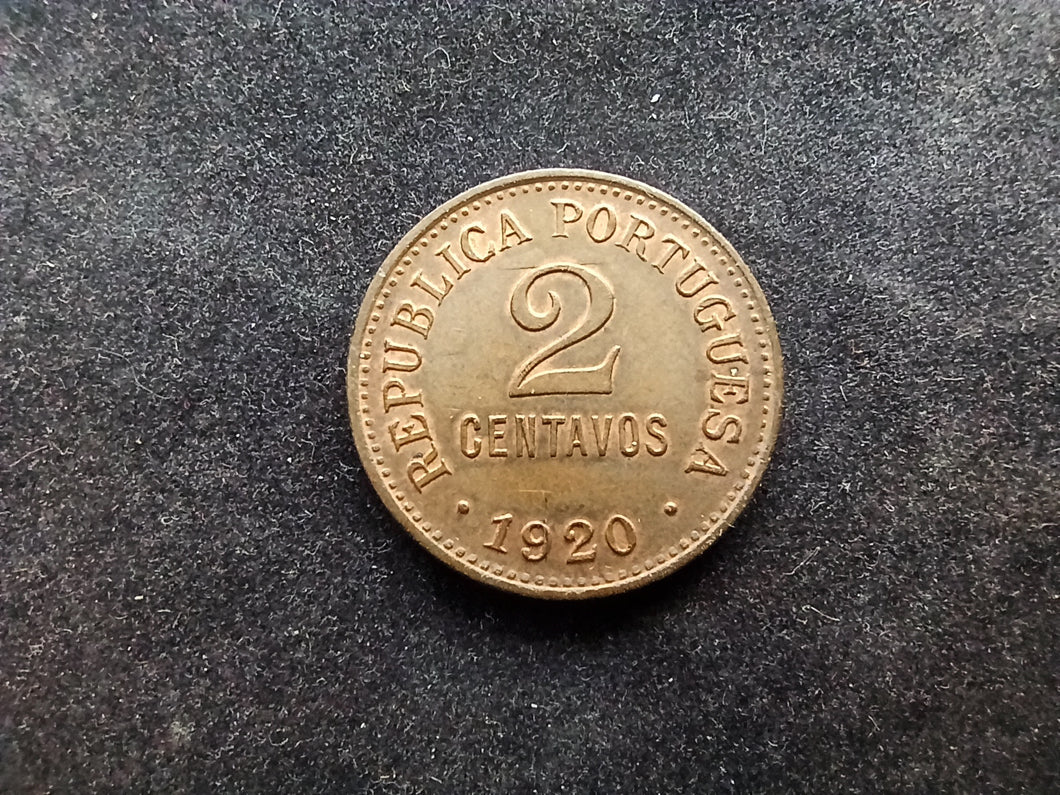 REPUBLICA PORTUGUESA
2
CENTAVOS
· 1920 ·